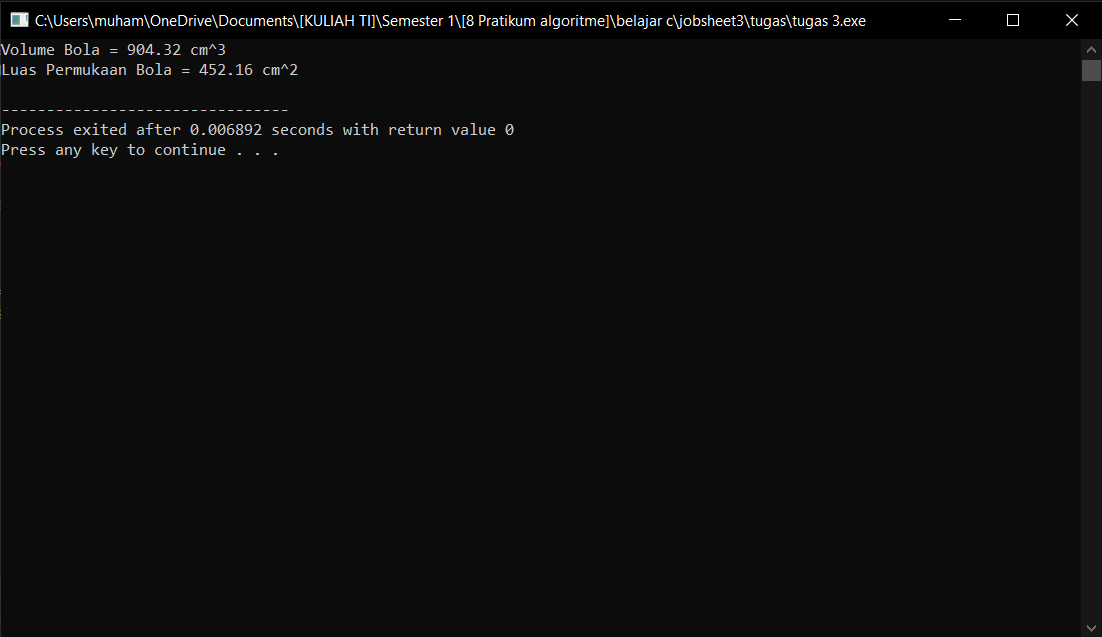 C:\Users\muham\OneDrive\Documents\[KULIAH TI]\Semester 1\[8 Pratikum algoritme]\belajar c\jobsheet3\tugas\tugas 3.exe
Volume Bola = 904.32 cm^3
Luas Permukaan Bola = 452.16 cm^2
--------------------------------
Process exited after 0.006892 seconds with return value 0
Press any key to continue . . .